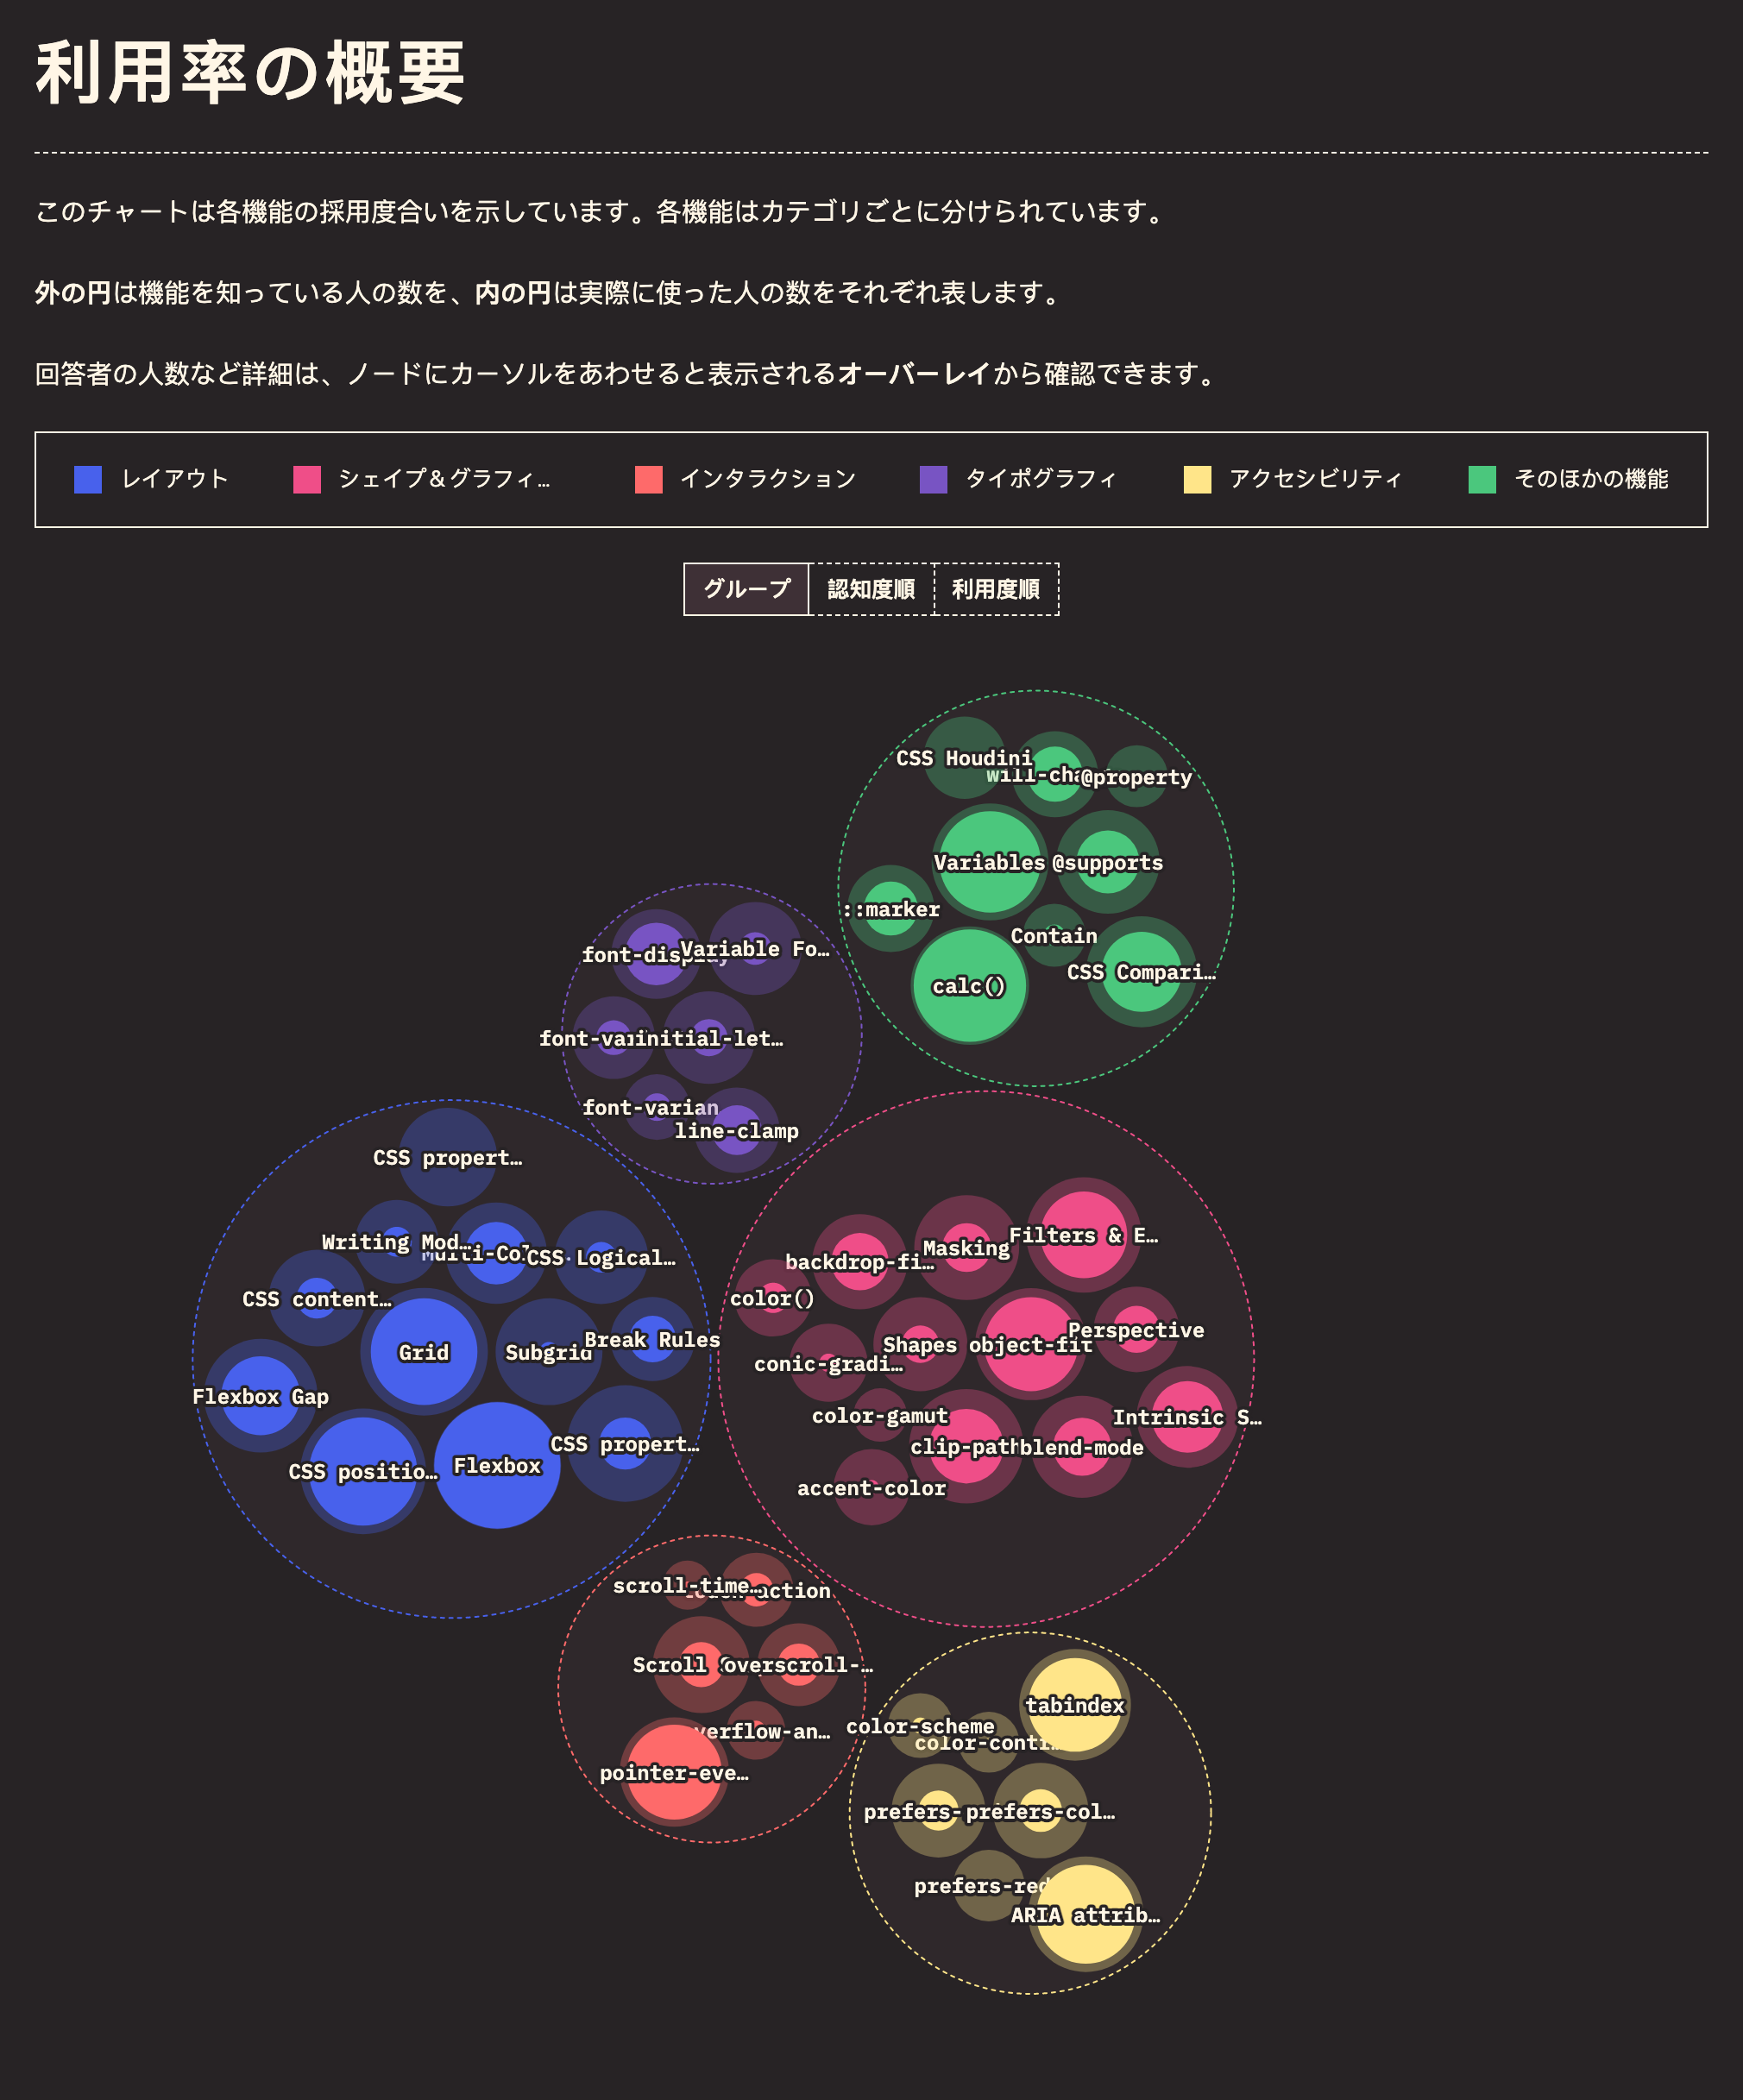 利用率の概要
このチャートは各機能の採用度合いを示しています。各機能はカテゴリごとに分けられています。
外の円は機能を知っている人の数を、内の円は実際に使った人の数をそれぞれ表します。
回答者の人数など詳細は、ノードにカーソルをあわせると表示されるオーバーレイから確認できます。
レイアウト
シェイプ＆グラフィ…
インタラクション
タイポグラフィ
アクセシビリティ
そのほかの機能
グループ
認知度順
利用度順
CSS Houdini
will-cha
@property
Variables
@supports
::marker
Contain
CSS Compari…
calc()
font-display
Variable Fo…
font-va
initial-let…
font-varian
line-clamp
CSS propert…
Writing Mod…
Multi-Col
CSS Logical…
CSS content…
Grid
Subgrid
Break Rules
Flexbox Gap
CSS positio…
Flexbox
CSS propert…
backdrop-fi…
Masking
Filters & E…
color()
conic-gradi…
Shapes
object-fit
Perspective
color-gamut
clip-path
blend-mode
Intrinsic S…
accent-color
scroll-time…
action
Scroll
overscroll-…
verflow-an…
pointer-eve…
tabindex
color-scheme
color-contr…
prefers-
prefers-col…
prefers-red
ARIA attrib…